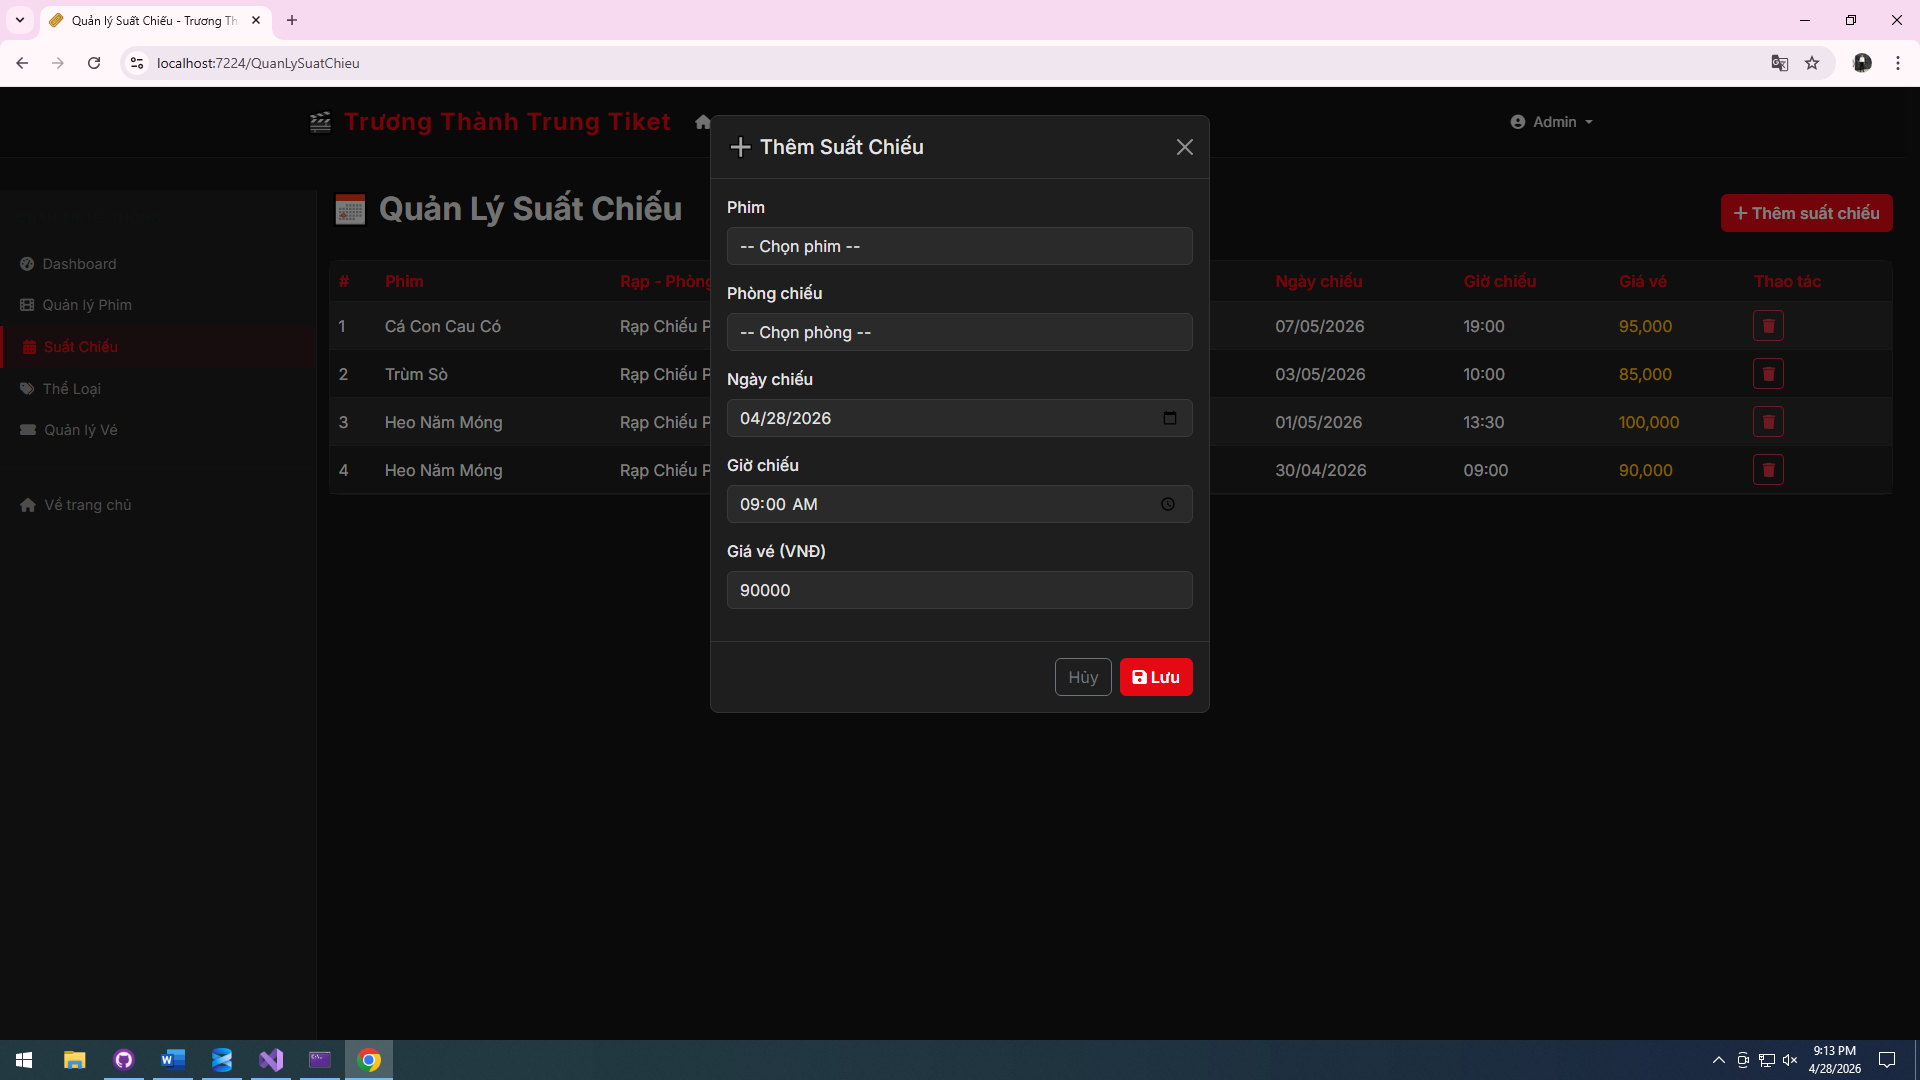 Quản lý Suất Chiếu - Trương Th
localhost:7224/QuanLySuatChieu
Trương Thành Trung Tiket
Admin
Thêm Suất Chiếu
Quản Lý Suất Chiếu
Thêm suất chiếu
Dashboard
Quản lý Phim
Suất Chiếu
Thể Loại
Quản lý Vé
Về trang chủ
# Phim Rạp - Phòng Ngày chiếu Giờ chiếu Giá vé Thao tác
1 Cá Con Cau Có Rạp Chiếu P 07/05/2026 19:00 95,000
2 Trùm Sò Rạp Chiếu P 03/05/2026 10:00 85,000
3 Heo Năm Móng Rạp Chiếu P 01/05/2026 13:30 100,000
4 Heo Năm Móng Rạp Chiếu P 30/04/2026 09:00 90,000
Phim
-- Chọn phim --
Phòng chiếu
-- Chọn phòng --
Ngày chiếu
04/28/2026
Giờ chiếu
09:00 AM
Giá vé (VNĐ)
90000
Hủy
Lưu
9:13 PM
4/28/2026